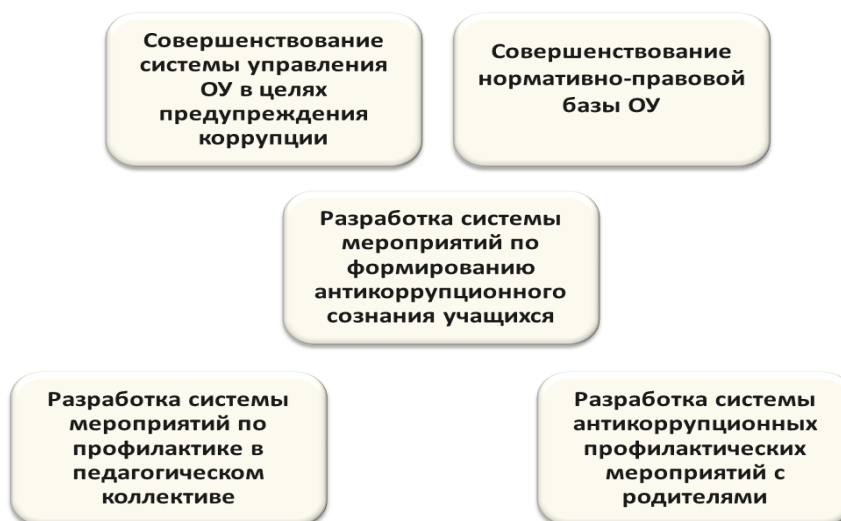 Совершенствование
системы управления
ОУ в целях
предупреждения
коррупции
Совершенствование
нормативно-правовой
базы ОУ
Разработка системы
мероприятий по
формированию
антикоррупционного
сознания учащихся
Разработка системы
мероприятий по
профилактике в
педагогическом
коллективе
Разработка системы
антикоррупционных
профилактических
мероприятий с
родителями